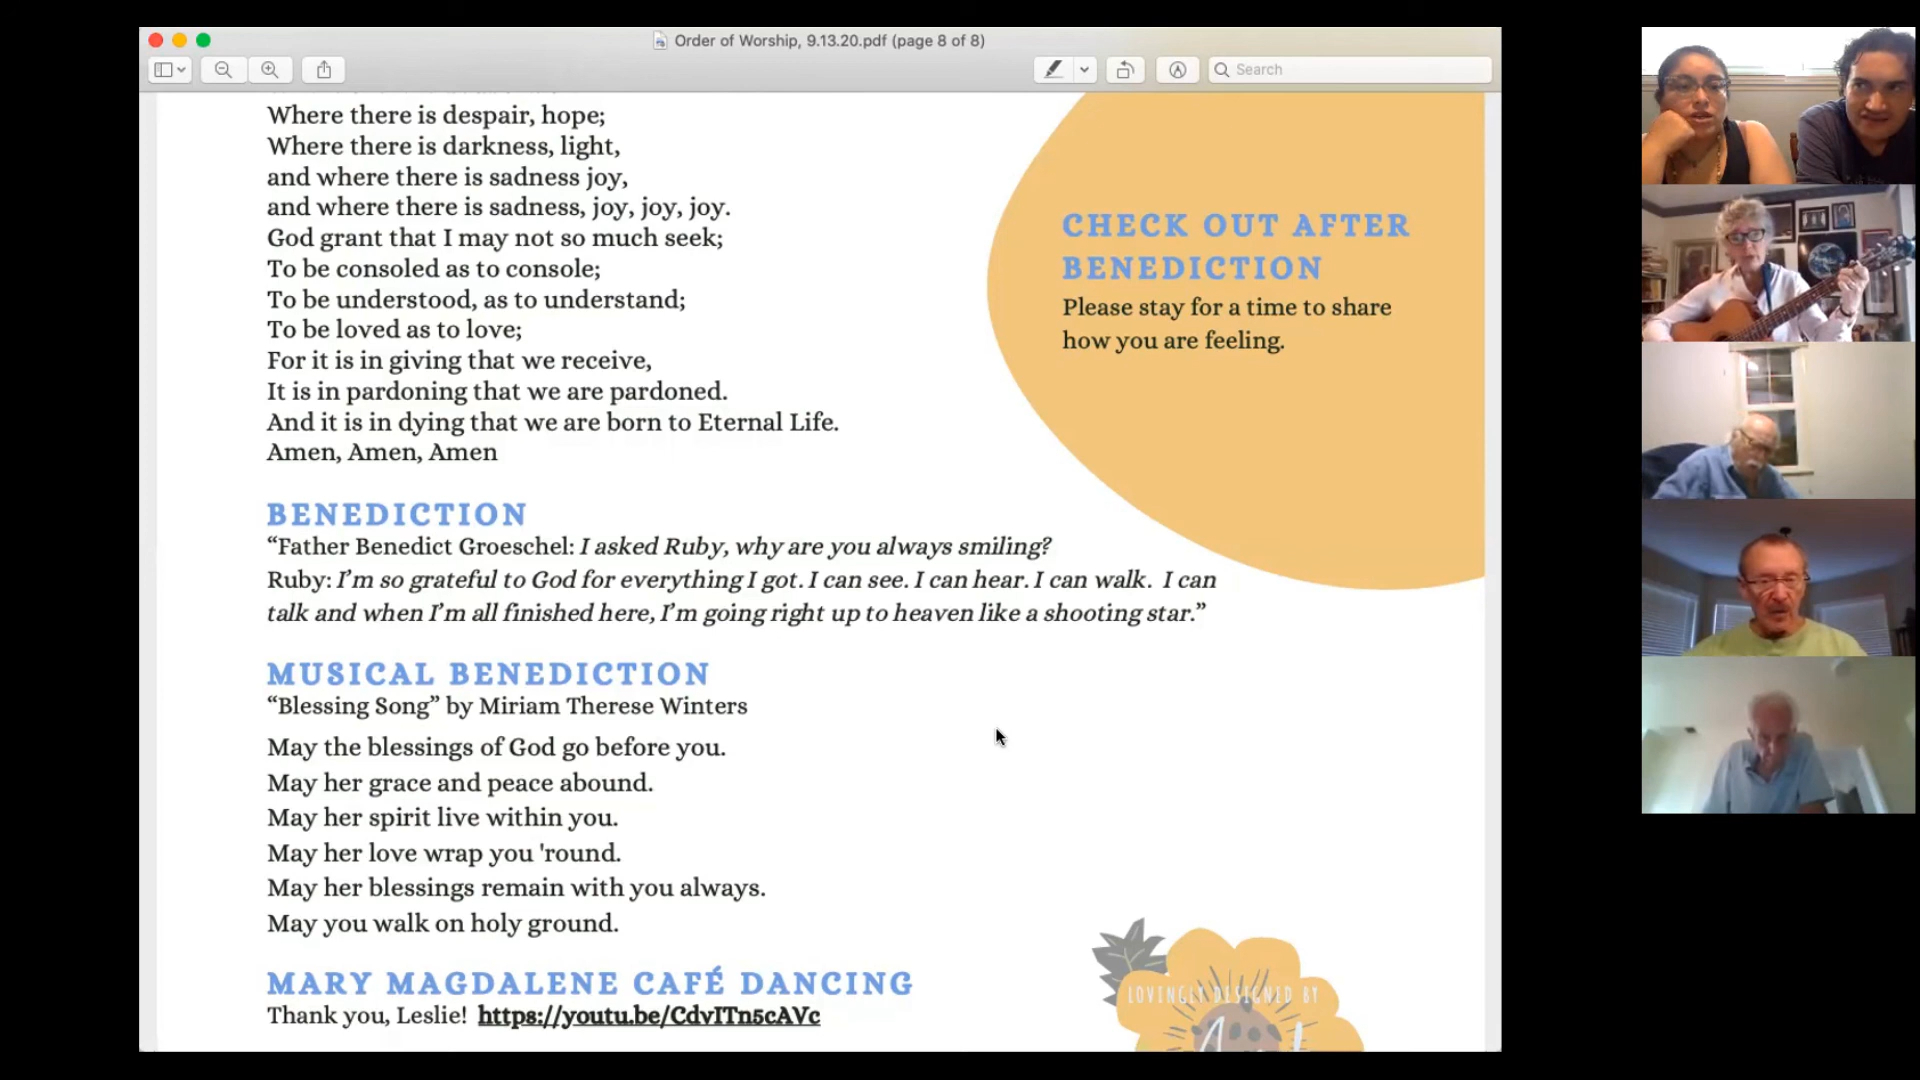 Order of Worship, 9.13.20.pdf (page 8 of 8)
Search
Where there is despair, hope;
Where there is darkness, light,
and where there is sadness joy,
and where there is sadness, joy, joy, joy.
God grant that I may not so much seek;
To be consoled as to console;
To be understood, as to understand;
To be loved as to love;
For it is in giving that we receive,
It is in pardoning that we are pardoned.
And it is in dying that we are born to Eternal Life.
Amen, Amen, Amen
CHECK OUT AFTER
BENEDICTION
Please stay for a time to share
how you are feeling.
BENEDICTION
“Father Benedict Groeschel: I asked Ruby, why are you always smiling?
Ruby: I’m so grateful to God for everything I got. I can see. I can hear. I can walk.  I can
talk and when I’m all finished here, I’m going right up to heaven like a shooting star.”
MUSICAL BENEDICTION
“Blessing Song” by Miriam Therese Winters
May the blessings of God go before you.
May her grace and peace abound.
May her spirit live within you.
May her love wrap you 'round.
May her blessings remain with you always.
May you walk on holy ground.
MARY MAGDALENE CAFÉ DANCING
Thank you, Leslie! https://youtu.be/CdvITn5cAVc
LOVINGLY DESIGNED BY